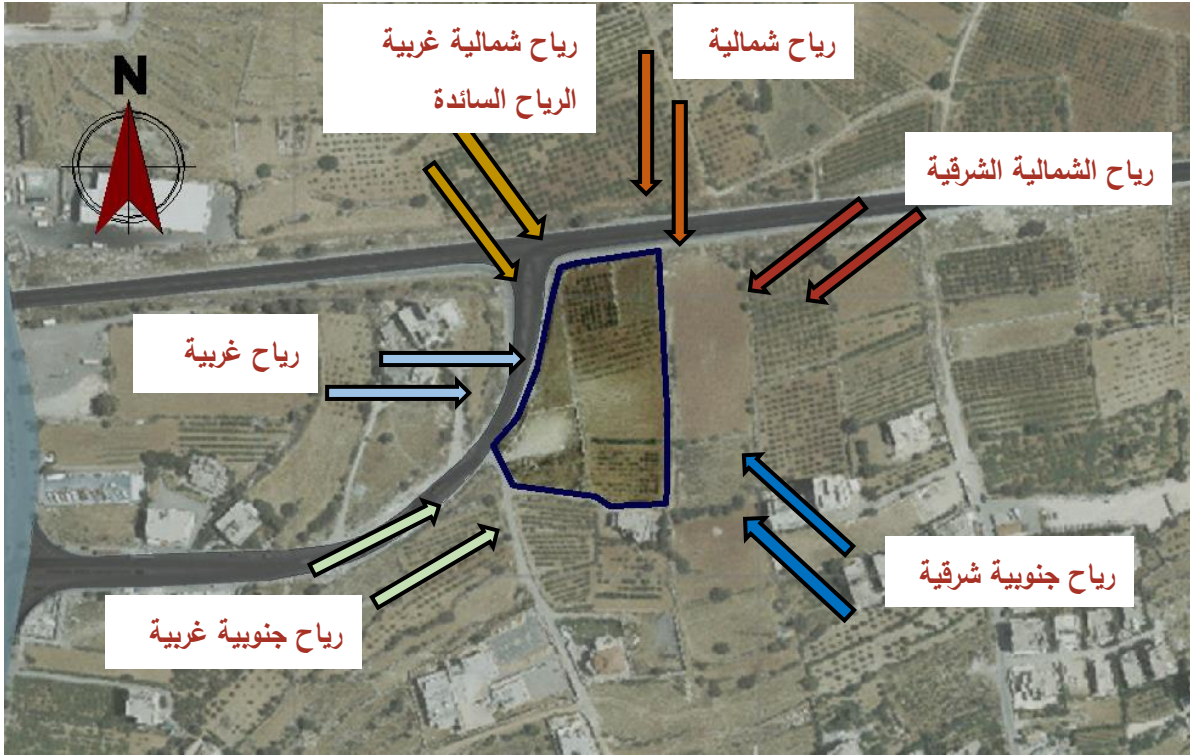 N
رياح شمالية غربية
الرياح السائدة
رياح شمالية
رياح الشمالية الشرقية
رياح غربية
رياح جنوبية شرقية
رياح جنوبية غربية